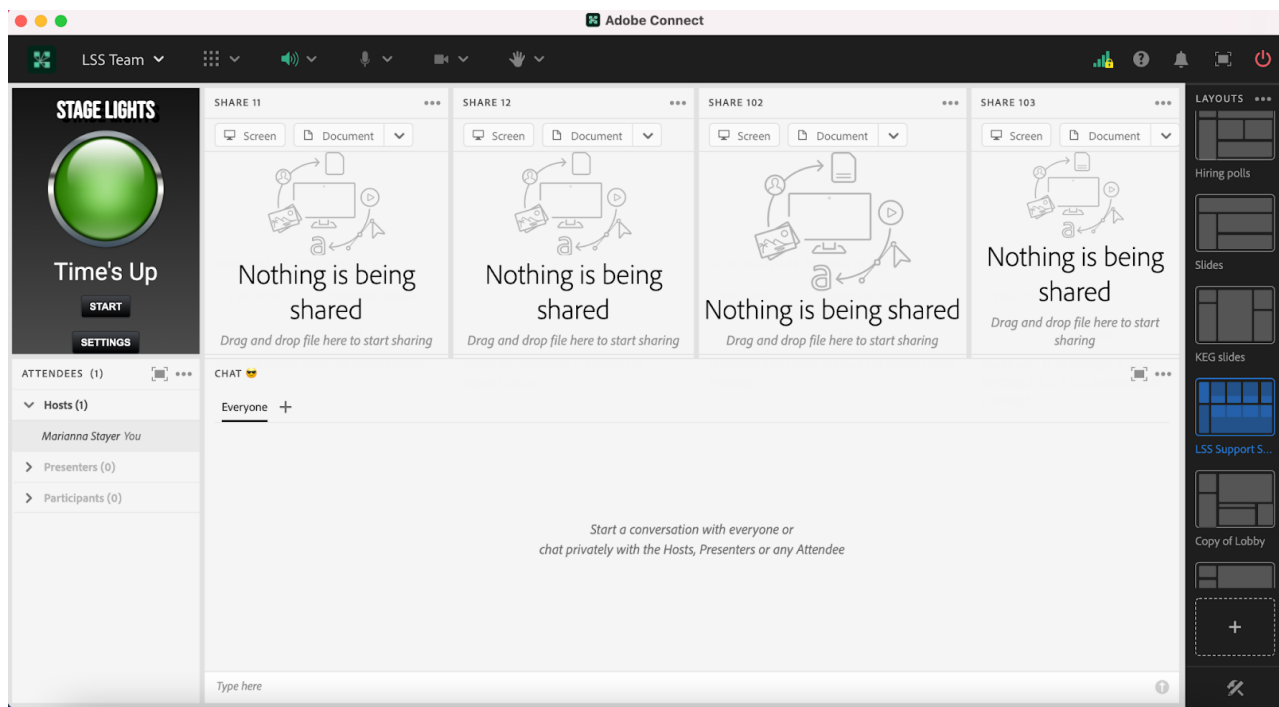 Adobe Connect
LSS Team
STAGE LIGHTS
Time's Up
START
SETTINGS
SHARE 11
Screen
Document
Nothing is being
shared
Drag and drop file here to start sharing
SHARE 12
Screen
Document
Nothing is being
shared
Drag and drop file here to start sharing
SHARE 102
Screen
Document
Nothing is being shared
Drag and drop file here to start sharing
SHARE 103
Screen
Document
Nothing is being
shared
Drag and drop file here to start
sharing
ATTENDEES (1)
Hosts (1)
Marianna Stayer You
Presenters (0)
Participants (0)
CHAT 😎
Everyone
Start a conversation with everyone or
chat privately with the Hosts, Presenters or any Attendee
Type here
LAYOUTS
Hiring polls
Slides
KEG slides
LSS Support S...
Copy of Lobby